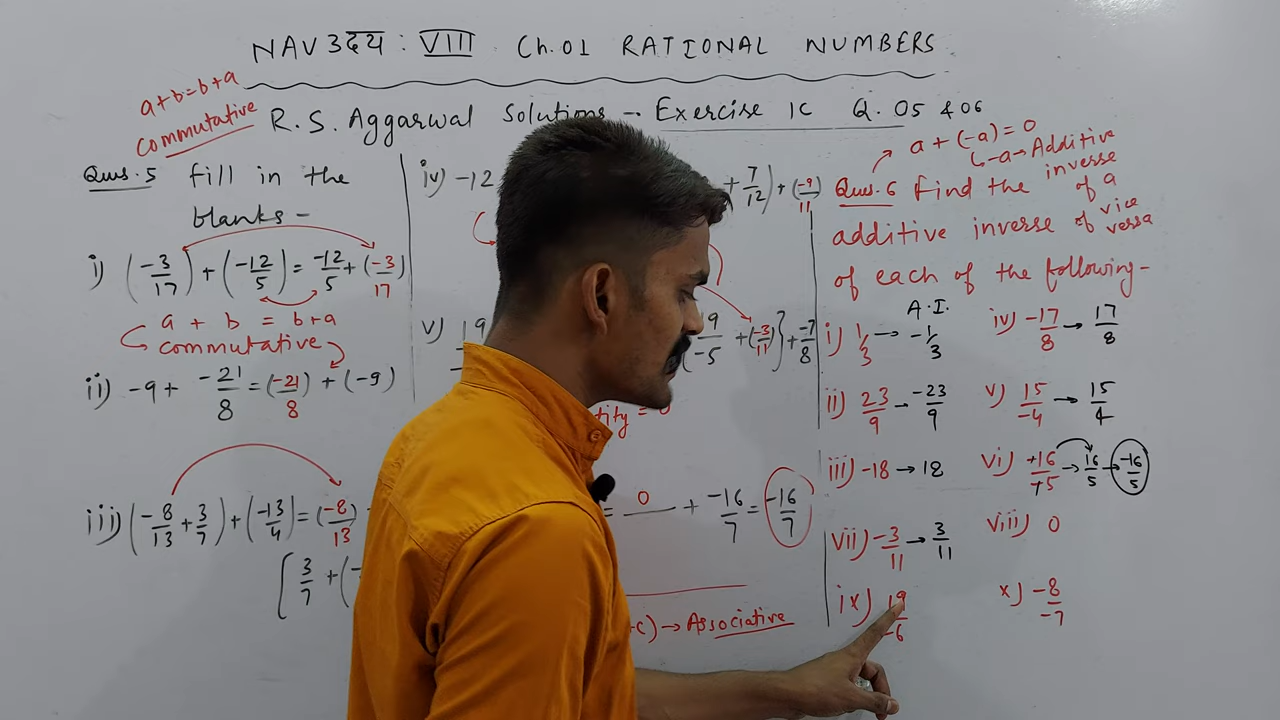 NAV उदय : VIII Ch.01 RATIONAL NUMBERS
a+b=b+a
commutative
R.S. Aggarwal Solutions -- Exercise 1C Q.05 & 06
Ques.5 fill in the
blanks-
i) (-3/17) + (-12/5) = -12/5 + (-3/17)
a + b = b+a
commutative
ii) -9 + -21/8 = (-21/8) + (-9)
iii) (-8/13 + 3/7) + (-13/4) = (-8/13)
[3/7 + (-
iv) -12
+ 7/12) + (-9/11)
v) 19
19/-5 + (-3/11)} + -7/8
tity = 0
= 0 + -16/7 = -16/7
+c) → Associative
a + (-a) = 0
-a → Additive
inverse
of a
vice
versa
Ques.6 find the
additive inverse of
of each of the following-
A.I.
i) 1/3 → -1/3
ii) 23/9 - -23/9
iii) -18 → 18
iv) -17/8 → 17/8
v) 15/-4 → 15/4
vi) +16/+5 → 16/5 → -16/5
vii) -3/11 → 3/11
viii) 0
ix) 19/-6
x) -8/-7